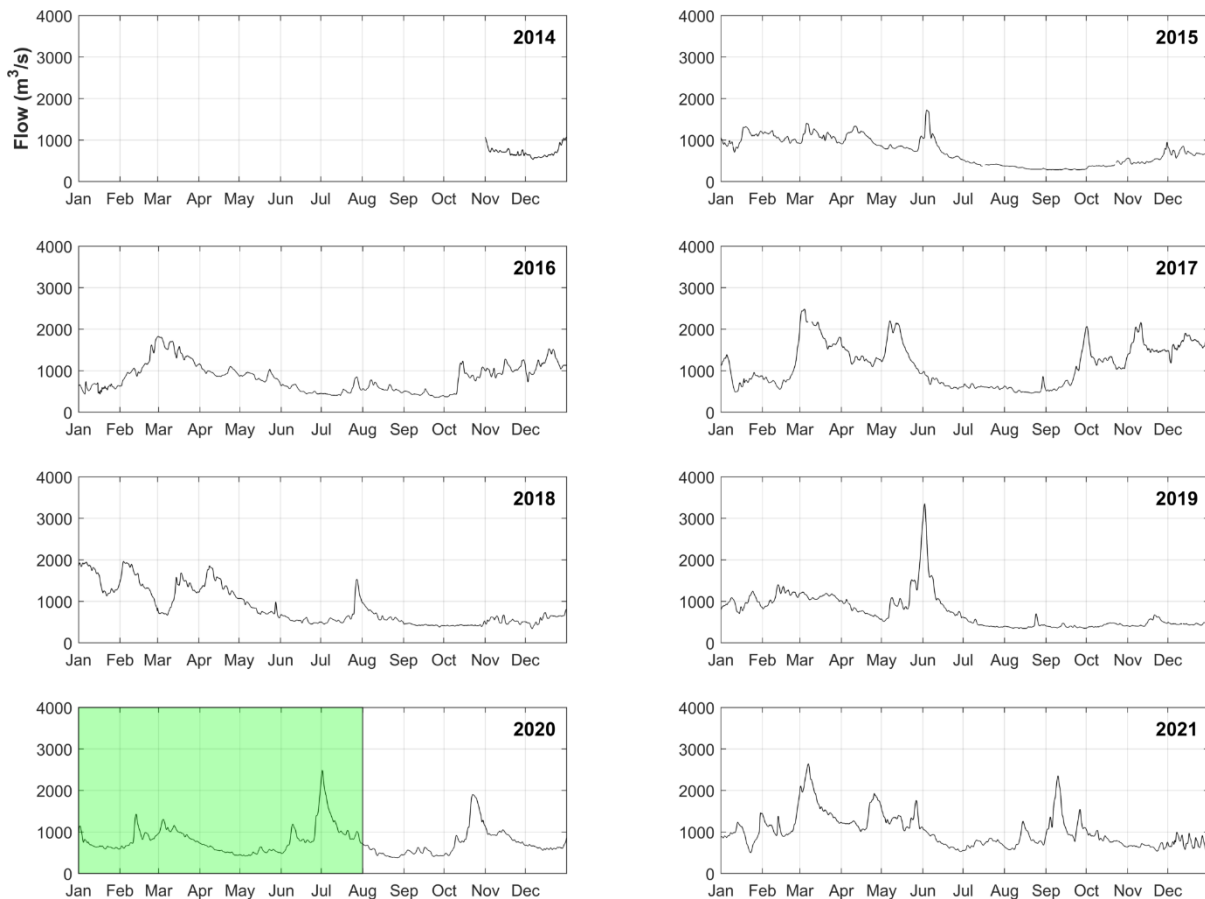 4000 3000 2000 1000 0
Flow (m³/s)
2014
Jan Feb Mar Apr May Jun Jul Aug Sep Oct Nov Dec
4000 3000 2000 1000 0
2015
Jan Feb Mar Apr May Jun Jul Aug Sep Oct Nov Dec
4000 3000 2000 1000 0
2016
Jan Feb Mar Apr May Jun Jul Aug Sep Oct Nov Dec
4000 3000 2000 1000 0
2017
Jan Feb Mar Apr May Jun Jul Aug Sep Oct Nov Dec
4000 3000 2000 1000 0
2018
Jan Feb Mar Apr May Jun Jul Aug Sep Oct Nov Dec
4000 3000 2000 1000 0
2019
Jan Feb Mar Apr May Jun Jul Aug Sep Oct Nov Dec
4000 3000 2000 1000 0
2020
Jan Feb Mar Apr May Jun Jul Aug Sep Oct Nov Dec
4000 3000 2000 1000 0
2021
Jan Feb Mar Apr May Jun Jul Aug Sep Oct Nov Dec